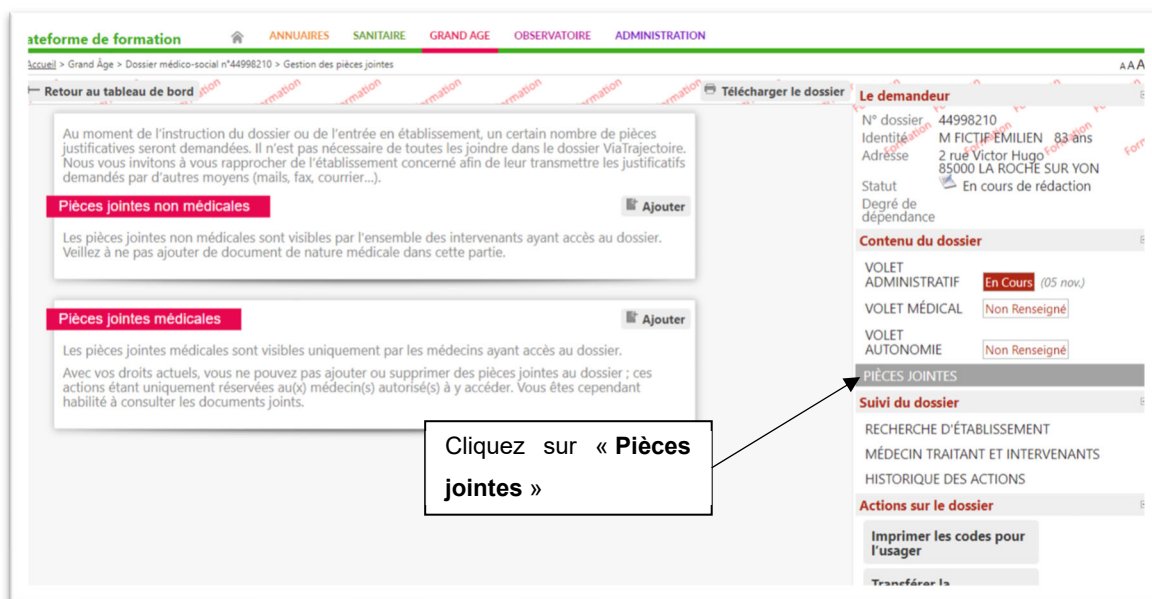 ateforme de formation ANNUAIRES SANITAIRE GRAND AGE OBSERVATOIRE ADMINISTRATION
Accueil > Grand Âge > Dossier médico-social n°44998210 > Gestion des pièces jointes AAA
Retour au tableau de bord Télécharger le dossier
Au moment de l'instruction du dossier ou de l'entrée en établissement, un certain nombre de pièces
justificatives seront demandées. Il n'est pas nécessaire de toutes les joindre dans le dossier ViaTrajectoire.
Nous vous invitons à vous rapprocher de l'établissement concerné afin de leur transmettre les justificatifs
demandés par d'autres moyens (mails, fax, courrier...).
Pièces jointes non médicales Ajouter
Les pièces jointes non médicales sont visibles par l'ensemble des intervenants ayant accès au dossier.
Veillez à ne pas ajouter de document de nature médicale dans cette partie.
Pièces jointes médicales Ajouter
Les pièces jointes médicales sont visibles uniquement par les médecins ayant accès au dossier.
Avec vos droits actuels, vous ne pouvez pas ajouter ou supprimer des pièces jointes au dossier ; ces
actions étant uniquement réservées au(x) médecin(s) autorisé(s) à y accéder. Vous êtes cependant
habilité à consulter les documents joints.
Cliquez sur « Pièces
jointes »
Le demandeur
N° dossier 44998210
Identité M FICTIF EMILIEN 83 ans
Adresse 2 rue Victor Hugo
85000 LA ROCHE SUR YON
Statut En cours de rédaction
Degré de
dépendance
Contenu du dossier
VOLET
ADMINISTRATIF En Cours (05 nov.)
VOLET MÉDICAL Non Renseigné
VOLET
AUTONOMIE Non Renseigné
PIÈCES JOINTES
Suivi du dossier
RECHERCHE D'ÉTABLISSEMENT
MÉDECIN TRAITANT ET INTERVENANTS
HISTORIQUE DES ACTIONS
Actions sur le dossier
Imprimer les codes pour
l'usager
Transférer la